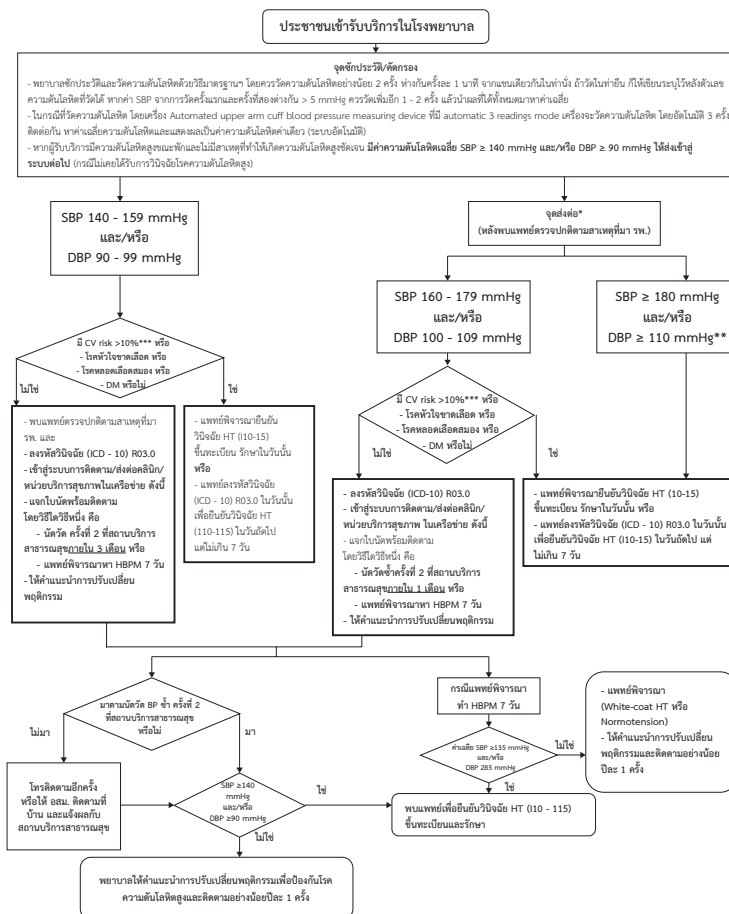 ประชาชนเข้ารับบริการในโรงพยาบาล
จุดซักประวัติ/คัดกรอง
- พยาบาลซักประวัติและวัดความดันโลหิตด้วยวิธีมาตรฐานฯ โดยควรวัดความดันโลหิตอย่างน้อย 2 ครั้ง ห่างกันครั้งละ 1 นาที จากแขนเดียวกันในท่านั่ง ถ้าวัดในท่ายืน ก็ให้เขียนระบุไว้หลังตัวเลข
ความดันโลหิตที่วัดได้ หากค่า SBP จากการวัดครั้งแรกและครั้งที่สองต่างกัน > 5 mmHg ควรวัดเพิ่มอีก 1 - 2 ครั้ง แล้วนำผลที่ได้ทั้งหมดมาหาค่าเฉลี่ย
- ในกรณีที่วัดความดันโลหิต โดยเครื่อง Automated upper arm cuff blood pressure measuring device ที่มี automatic 3 readings mode เครื่องจะวัดความดันโลหิต โดยอัตโนมัติ 3 ครั้ง
ติดต่อกัน หาค่าเฉลี่ยความดันโลหิตและแสดงผลเป็นค่าความดันโลหิตค่าเดียว (ระบบอัตโนมัติ)
- หากผู้รับบริการมีความดันโลหิตสูงขณะพักและไม่มีสาเหตุที่ทำให้เกิดความดันโลหิตสูงชัดเจน มีค่าความดันโลหิตเฉลี่ย SBP ≥ 140 mmHg และ/หรือ DBP ≥ 90 mmHg ให้ส่งเข้าสู่
ระบบต่อไป (กรณีไม่เคยได้รับการวินิจฉัยโรคความดันโลหิตสูง)
SBP 140 - 159 mmHg
และ/หรือ
DBP 90 - 99 mmHg
จุดส่งต่อ*
(หลังพบแพทย์ตรวจปกติตามสาเหตุที่มา รพ.)
SBP 160 - 179 mmHg
และ/หรือ
DBP 100 - 109 mmHg
SBP ≥ 180 mmHg
และ/หรือ
DBP ≥ 110 mmHg**
มี CV risk >10%*** หรือ
- โรคหัวใจขาดเลือด หรือ
- โรคหลอดเลือดสมอง หรือ
- DM หรือไม่
ไม่ใช่
ใช่
มี CV risk >10%*** หรือ
- โรคหัวใจขาดเลือด หรือ
- โรคหลอดเลือดสมอง หรือ
- DM หรือไม่
ไม่ใช่
ใช่
- พบแพทย์ตรวจปกติตามสาเหตุที่มา
รพ. และ
- ลงรหัสวินิจฉัย (ICD - 10) R03.0
- เข้าสู่ระบบการติดตาม/ส่งต่อคลินิก/
หน่วยบริการสุขภาพในเครือข่าย ดังนี้
- แจกใบนัดพร้อมติดตาม
โดยวิธีใดวิธีหนึ่ง คือ
- นัดวัด ครั้งที่ 2 ที่สถานบริการ
สาธารณสุขภายใน 3 เดือน หรือ
- แพทย์พิจารณาหา HBPM 7 วัน
- ให้คำแนะนำการปรับเปลี่ยน
พฤติกรรม
- แพทย์พิจารณายืนยัน
วินิจฉัย HT (I10-15)
ขึ้นทะเบียน รักษาในวันนั้น
หรือ
- แพทย์ลงรหัสวินิจฉัย
(ICD - 10) R03.0 ในวันนั้น
เพื่อยืนยันวินิจฉัย HT
(110-115) ในวันถัดไป
แต่ไม่เกิน 7 วัน
- ลงรหัสวินิจฉัย (ICD-10) R03.0
- เข้าสู่ระบบการติดตาม/ส่งต่อคลินิก/
หน่วยบริการสุขภาพ ในเครือข่าย ดังนี้
- แจกใบนัดพร้อมติดตาม
โดยวิธีใดวิธีหนึ่ง คือ
- นัดวัดซ้ำครั้งที่ 2 ที่สถานบริการ
สาธารณสุขภายใน 1 เดือน หรือ
- แพทย์พิจารณาหา HBPM 7 วัน
- ให้คำแนะนำการปรับเปลี่ยนพฤติกรรม
- แพทย์พิจารณายืนยันวินิจฉัย HT (10-15)
ขึ้นทะเบียน รักษาในวันนั้น หรือ
- แพทย์ลงรหัสวินิจฉัย (ICD - 10) R03.0 ในวันนั้น
เพื่อยืนยันวินิจฉัย HT (I10-15) ในวันถัดไป แต่
ไม่เกิน 7 วัน
มาตามนัดวัด BP ซ้ำ ครั้งที่ 2
ที่สถานบริการสาธารณสุข
หรือไม่
ไม่มา
มา
กรณีแพทย์พิจารณา
ทำ HBPM 7 วัน
ค่าเฉลี่ย SBP ≥135 mmHg
และ/หรือ
DBP 285 mmHg
ไม่ใช่
ใช่
- แพทย์พิจารณา
(White-coat HT หรือ
Normotension)
- ให้คำแนะนำการปรับเปลี่ยน
พฤติกรรมและติดตามอย่างน้อย
ปีละ 1 ครั้ง
โทรติดตามอีกครั้ง
หรือให้ อสม. ติดตามที่
บ้าน และแจ้งผลกับ
สถานบริการสาธารณสุข
SBP ≥140
mmHg
และ/หรือ
DBP ≥90 mmHg
ใช่
ไม่ใช่
พบแพทย์เพื่อยืนยันวินิจฉัย HT (I10 - 115)
ขึ้นทะเบียนและรักษา
พยาบาลให้คำแนะนำการปรับเปลี่ยนพฤติกรรมเพื่อป้องกันโรค
ความดันโลหิตสูงและติดตามอย่างน้อยปีละ 1 ครั้ง